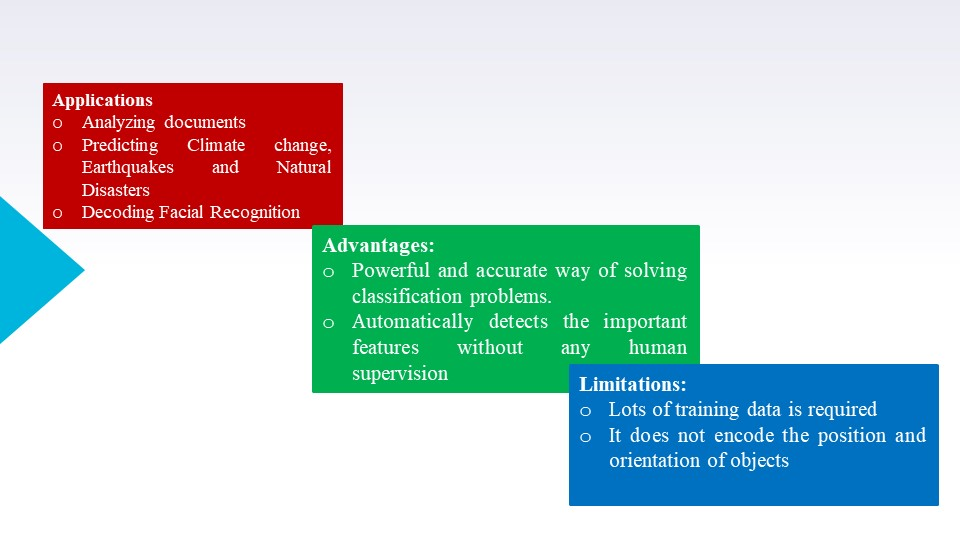 Applications
o Analyzing documents
o Predicting Climate change,
Earthquakes and Natural
Disasters
o Decoding Facial Recognition
Advantages:
o Powerful and accurate way of solving
classification problems.
o Automatically detects the important
features without any human
supervision
Limitations:
o Lots of training data is required
o It does not encode the position and
orientation of objects